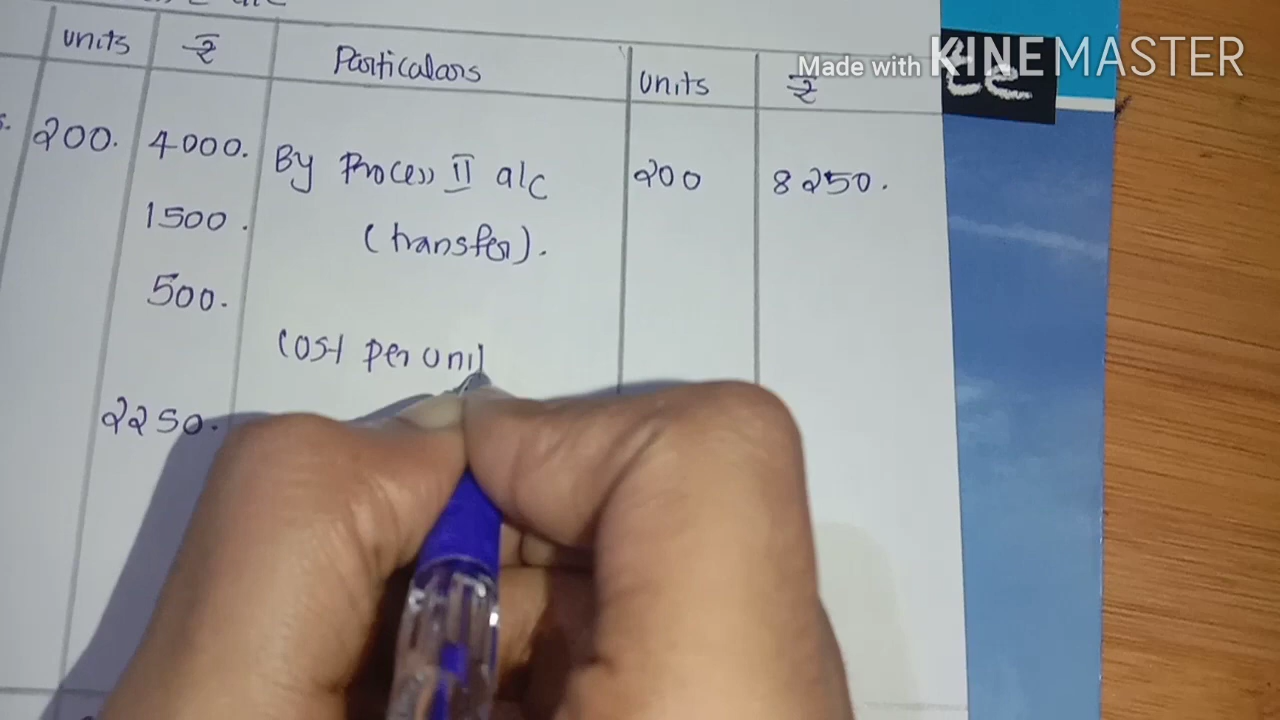 units ₹ Particulars units ₹
200. 4000. By Process II a/c 200 8250.
1500. (transfer).
500.
Cost per unit
2250.
Made with KINEMASTER